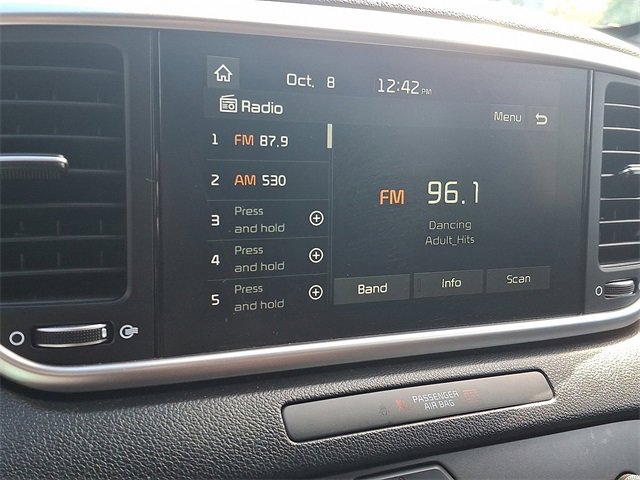 Oct. 8 12:42 PM
Radio
Menu
1 FM 87.9
2 AM 530
3 Press
and hold
4 Press
and hold
5 Press
and hold
FM 96.1
Dancing
Adult_Hits
Band Info Scan
PASSENGER
AIR BAG